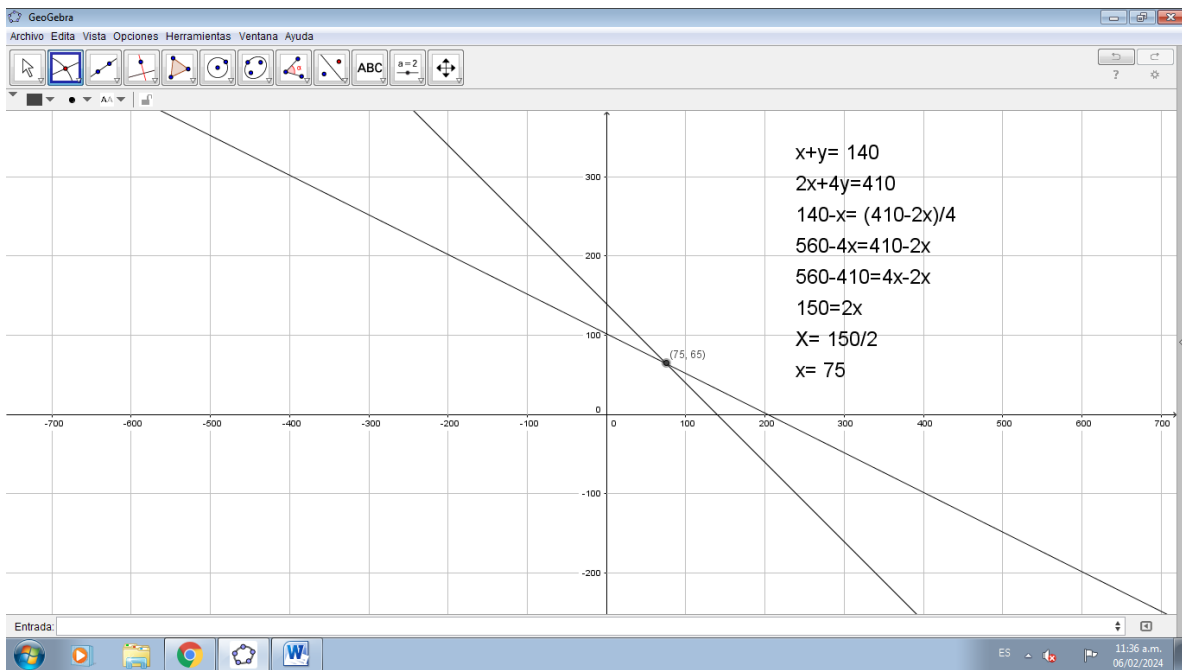 GeoGebra
Archivo Edita Vista Opciones Herramientas Ventana Ayuda
ABC
a=2
?
AA
x+y= 140
2x+4y=410
140-x= (410-2x)/4
560-4x=410-2x
560-410=4x-2x
150=2x
X= 150/2
x= 75
300
200
100
(75, 65)
0
-700 -600 -500 -400 -300 -200 -100 0 100 200 300 400 500 600 700
-100
-200
Entrada:
W
ES
11:36 a.m.
06/02/2024